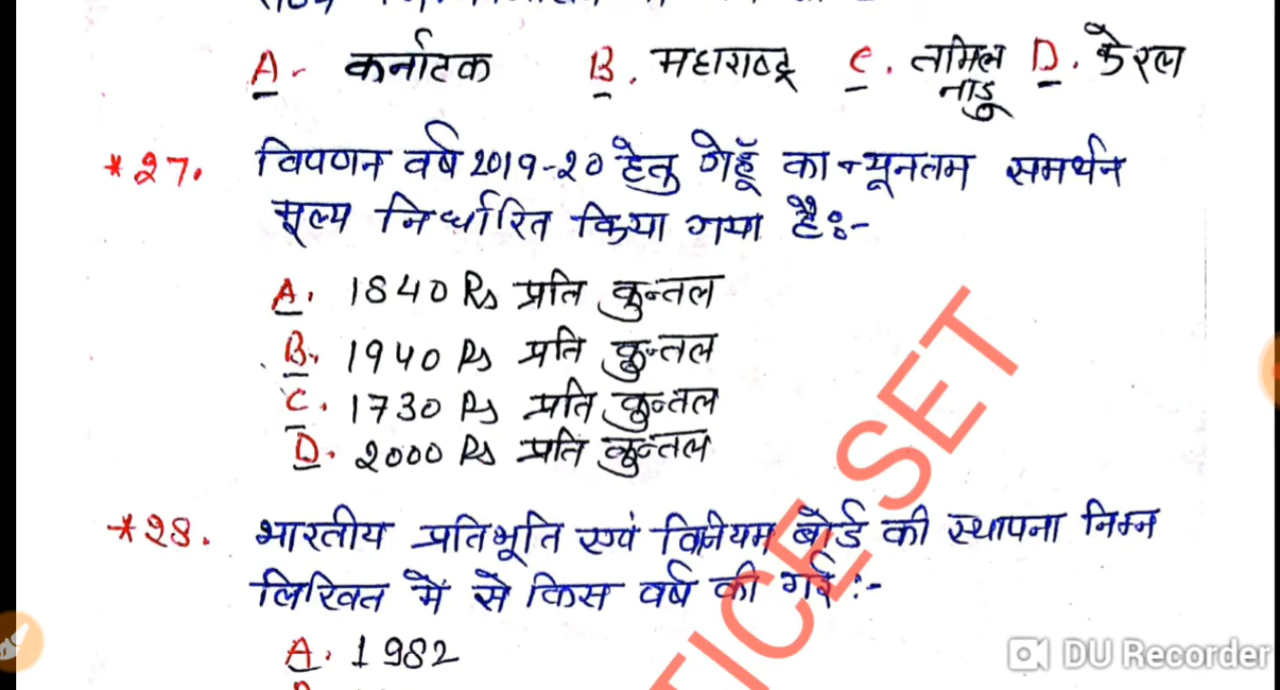 A. कर्नाटक B. महाराष्ट्र C. तामिल नाडू D. केरल
*27. विपणन वर्ष 2019-20 हेतु गेहूँ का न्यूनतम समर्थन
मूल्य निर्धारित किया गया है:-
A. 1840 Rs प्रति कुन्तल
B. 1940 Rs प्रति कुन्तल
C. 1730 Rs प्रति कुन्तल
D. 2000 Rs प्रति कुन्तल
*28. भारतीय प्रतिभूति एवं विनियम बोर्ड की स्थापना निम्न
लिखित में से किस वर्ष की गई:-
A. 1982
TICE SET
DU Recorder